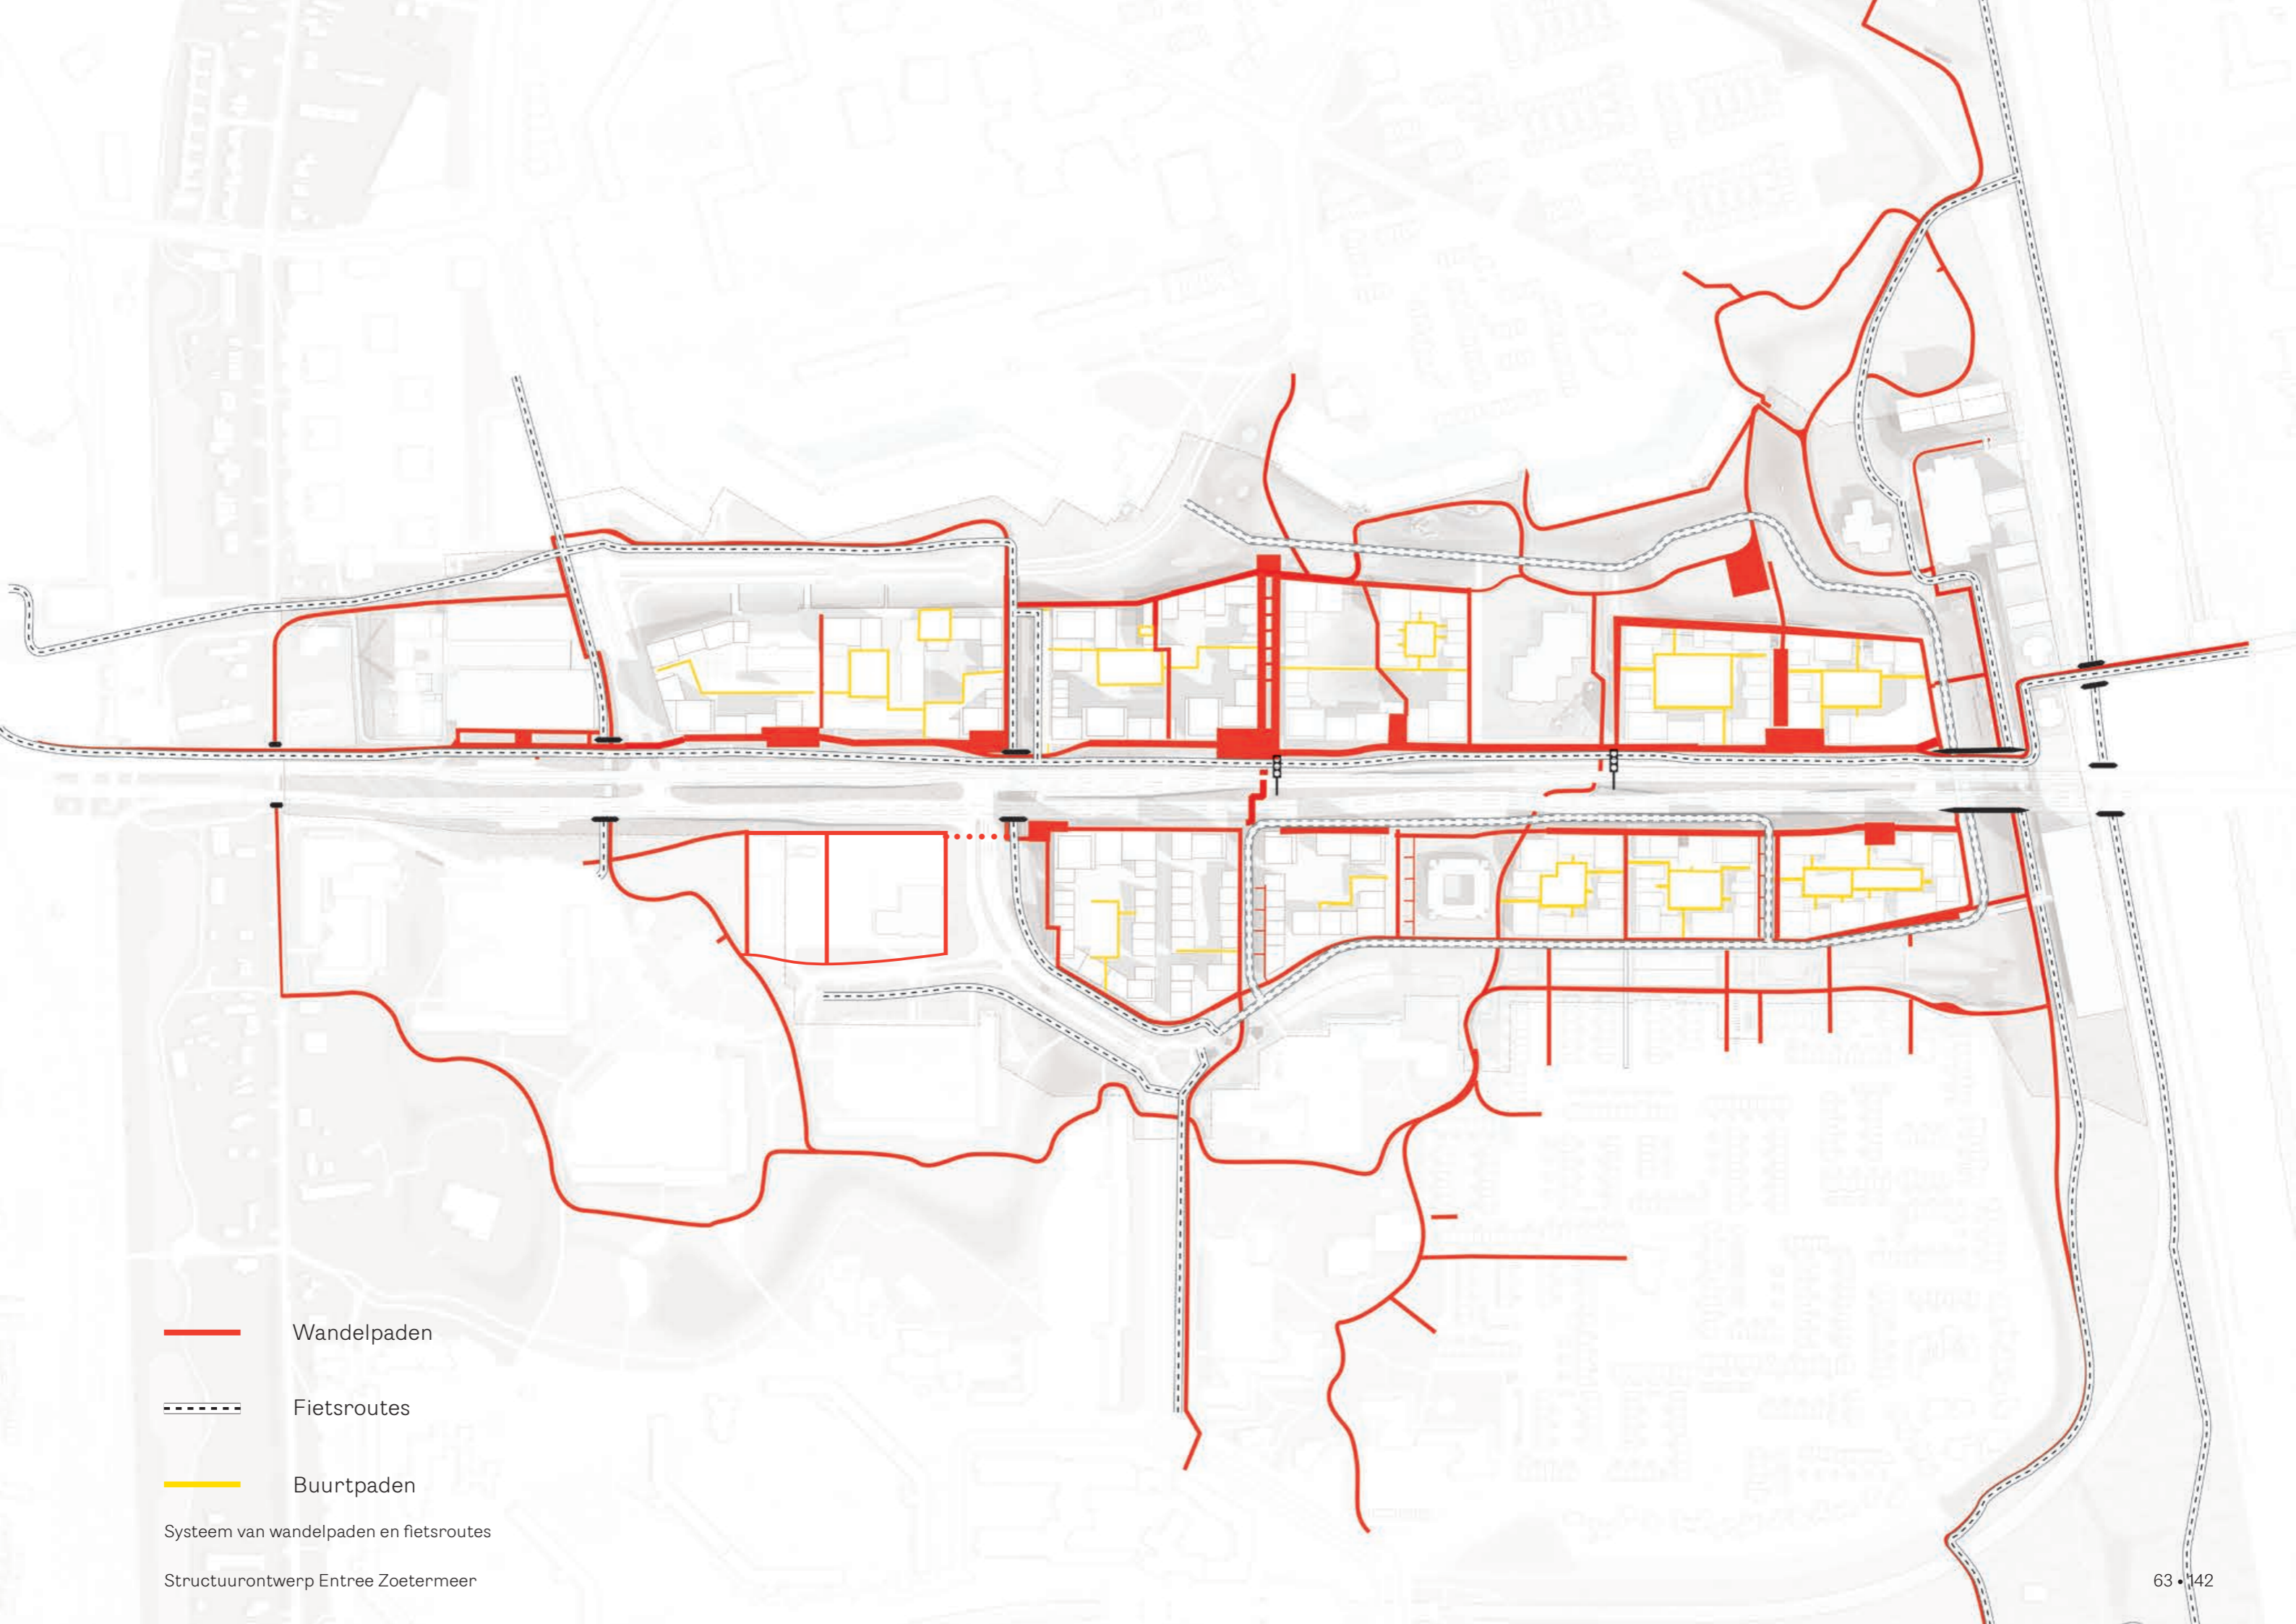 Wandelpaden
Fietsroutes
Buurtpaden
Systeem van wandelpaden en fietsroutes
Structuurontwerp Entree Zoetermeer
63 • 142